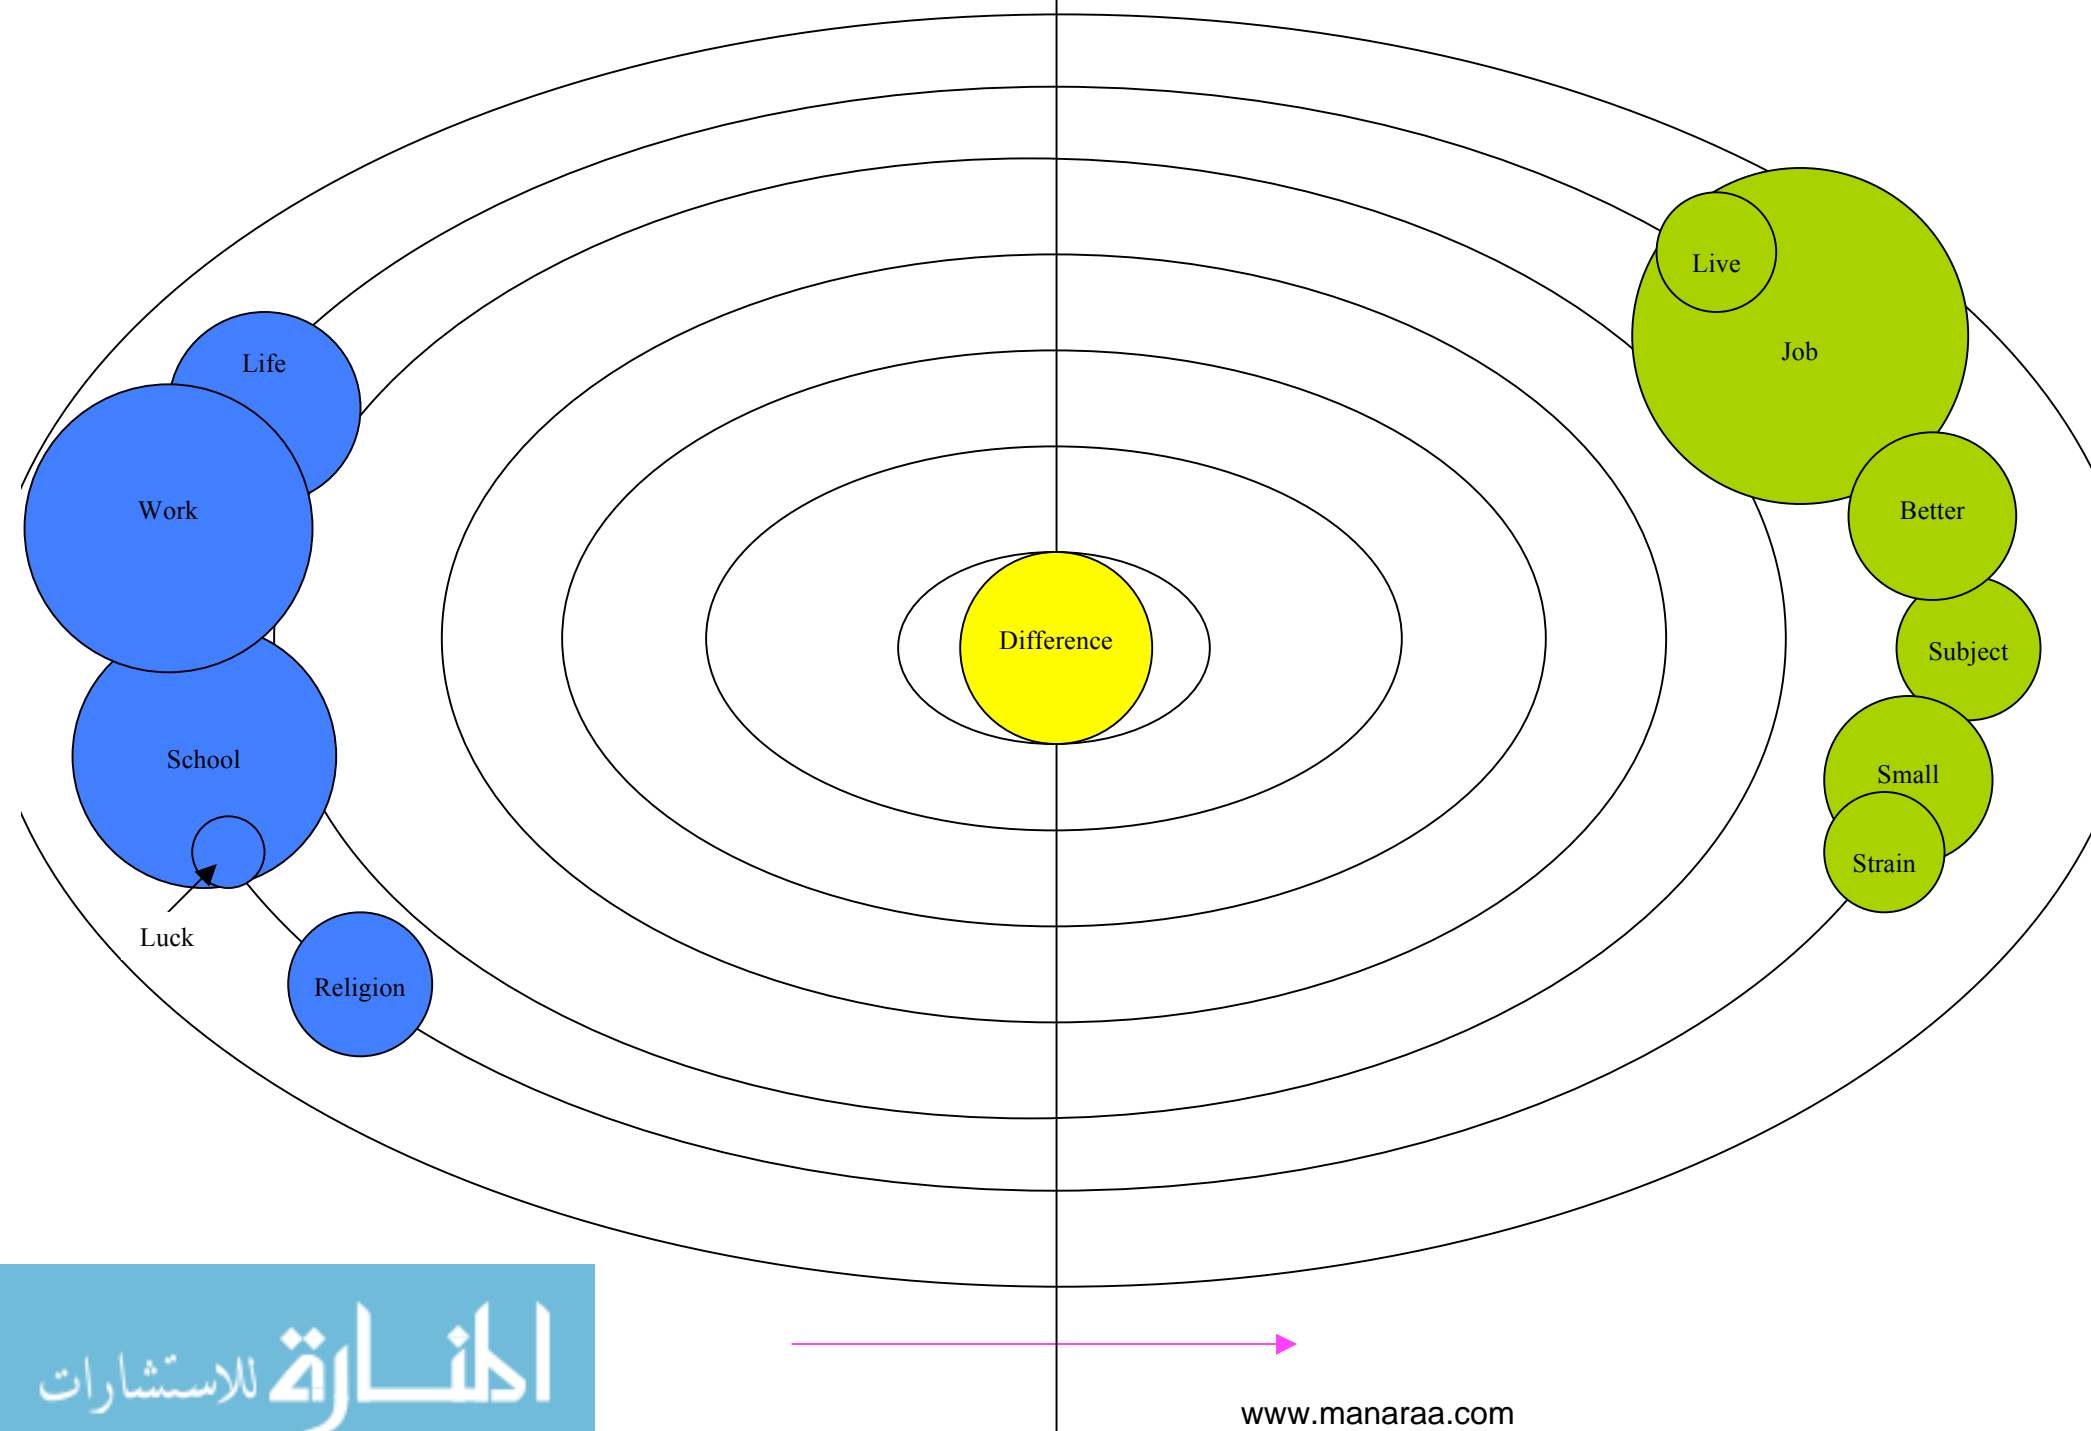 Live
Job
Life
Work
Better
Difference
Subject
School
Small
Strain
Luck
Religion
المنارة للاستشارات
www.manaraa.com